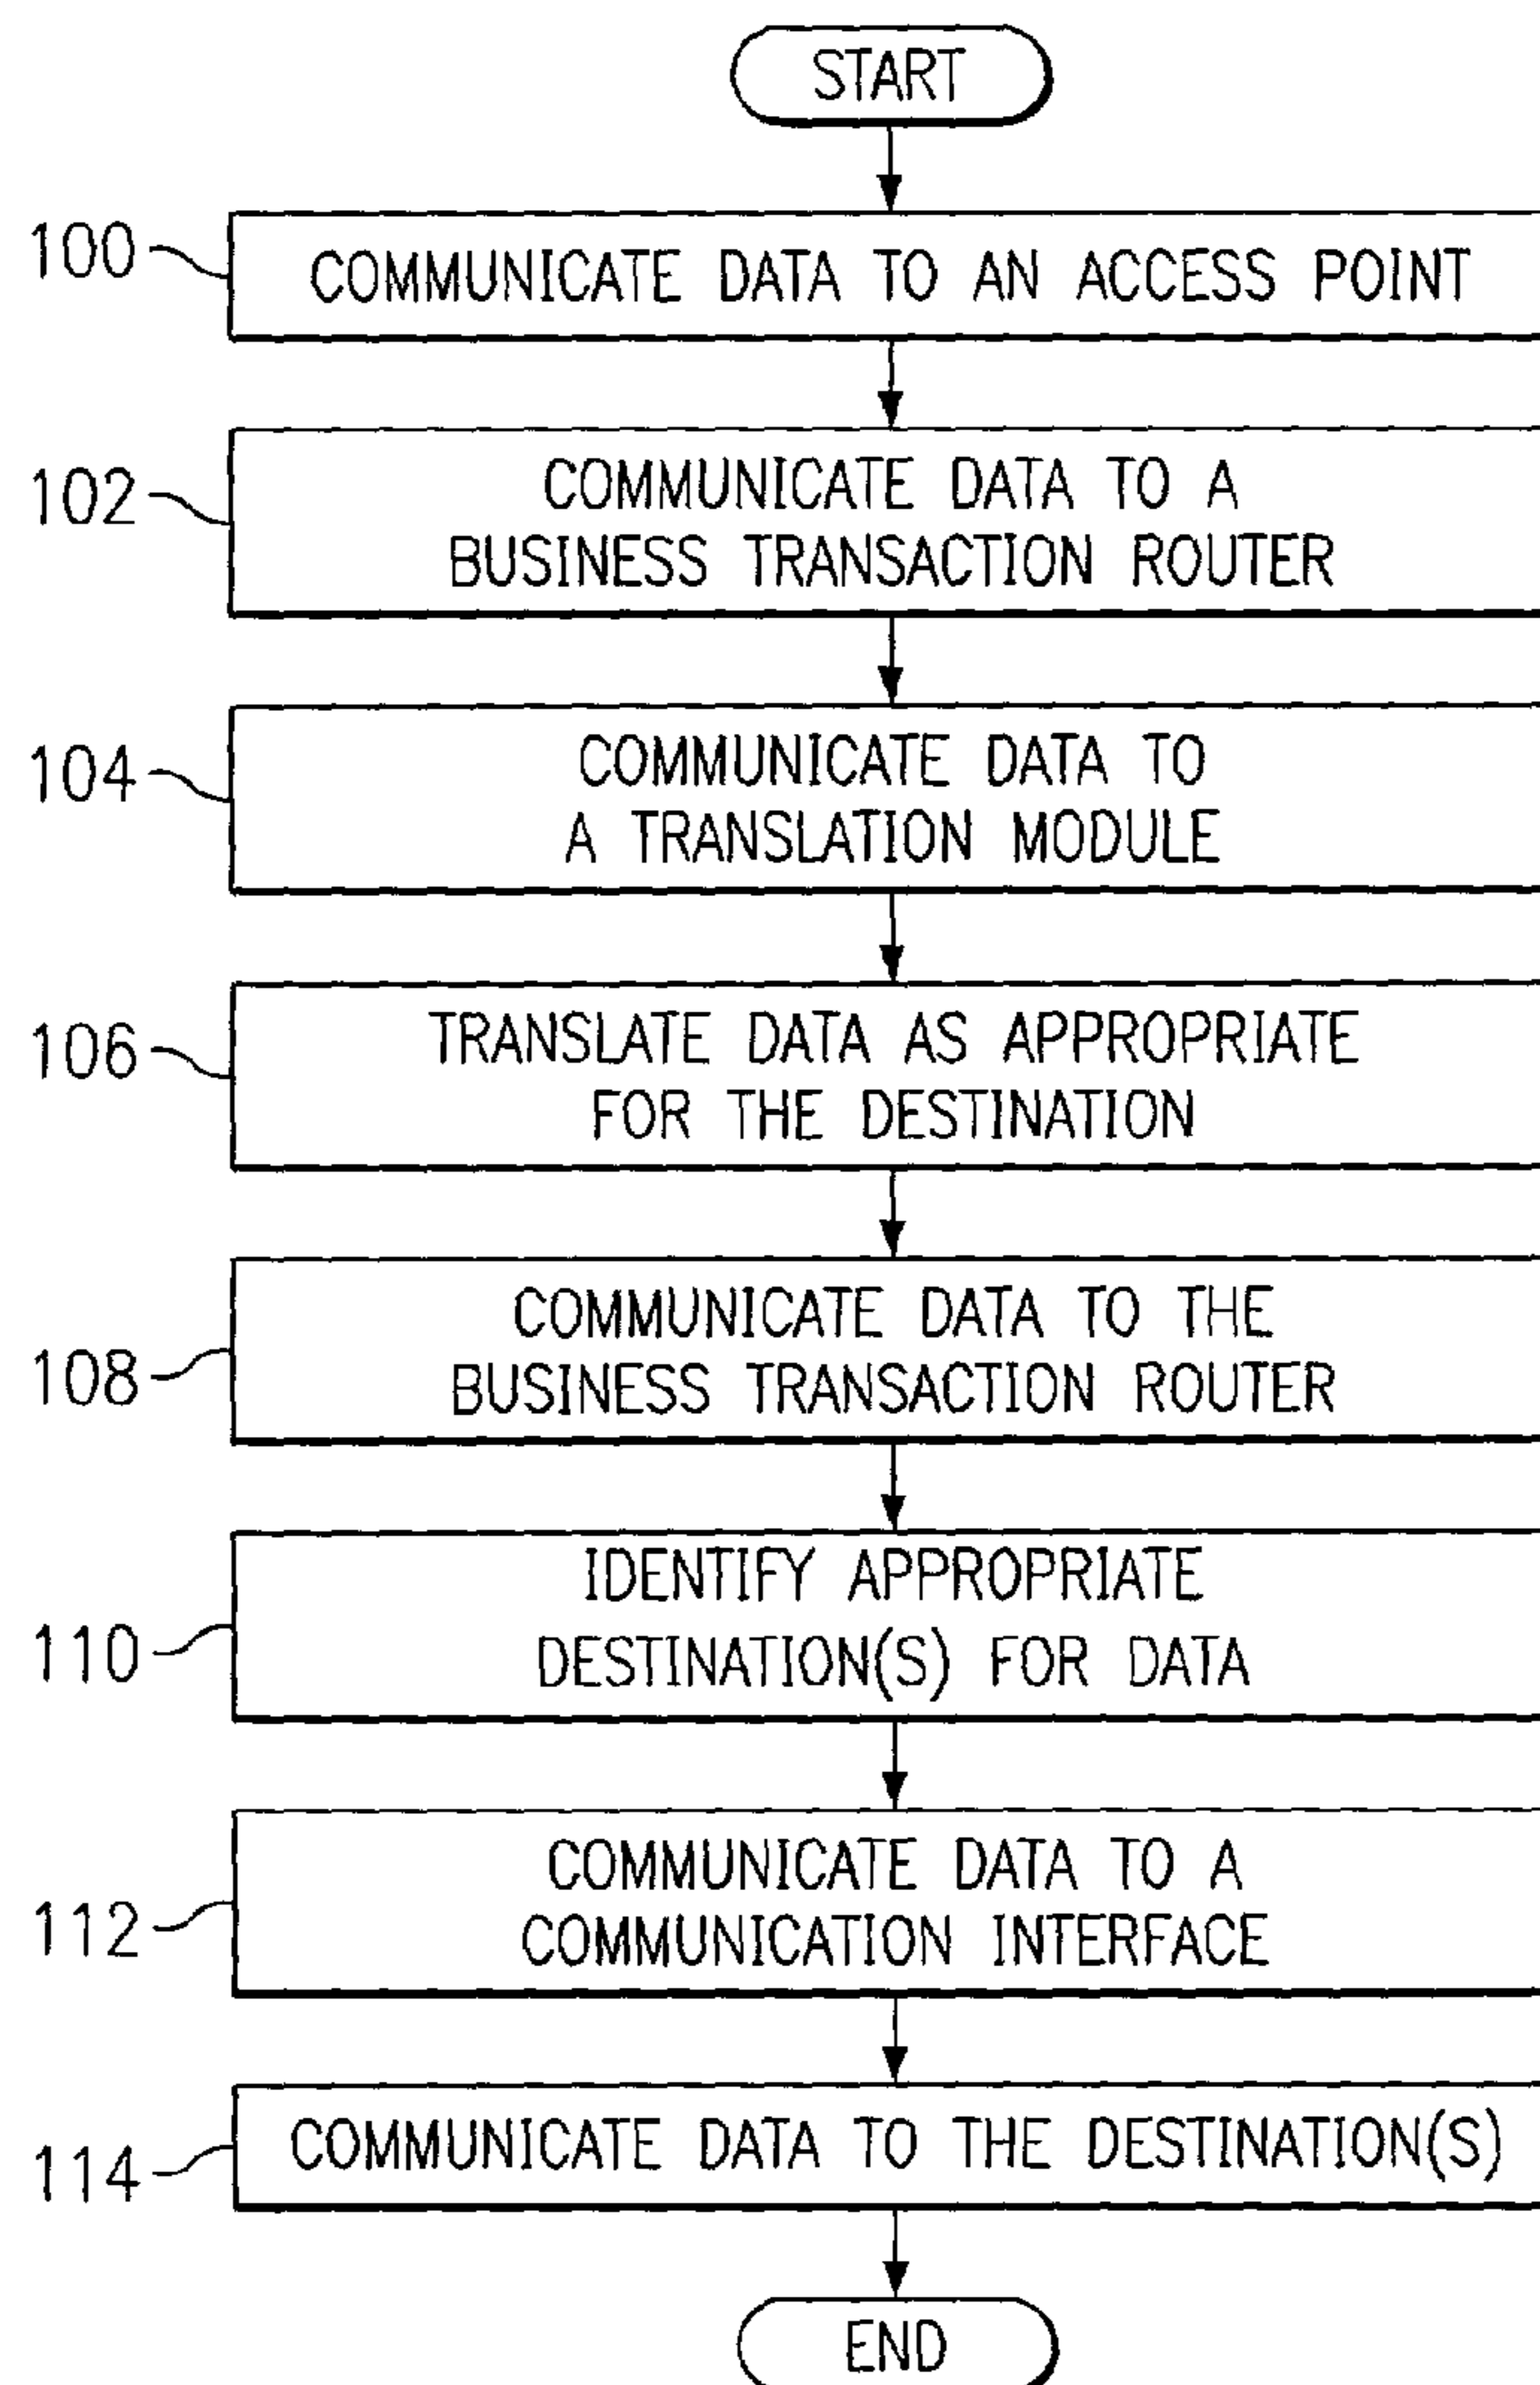 START
100
COMMUNICATE DATA TO AN ACCESS POINT
102
COMMUNICATE DATA TO A
BUSINESS TRANSACTION ROUTER
104
COMMUNICATE DATA TO
A TRANSLATION MODULE
106
TRANSLATE DATA AS APPROPRIATE
FOR THE DESTINATION
108
COMMUNICATE DATA TO THE
BUSINESS TRANSACTION ROUTER
110
IDENTIFY APPROPRIATE
DESTINATION(S) FOR DATA
112
COMMUNICATE DATA TO A
COMMUNICATION INTERFACE
114
COMMUNICATE DATA TO THE DESTINATION(S)
END